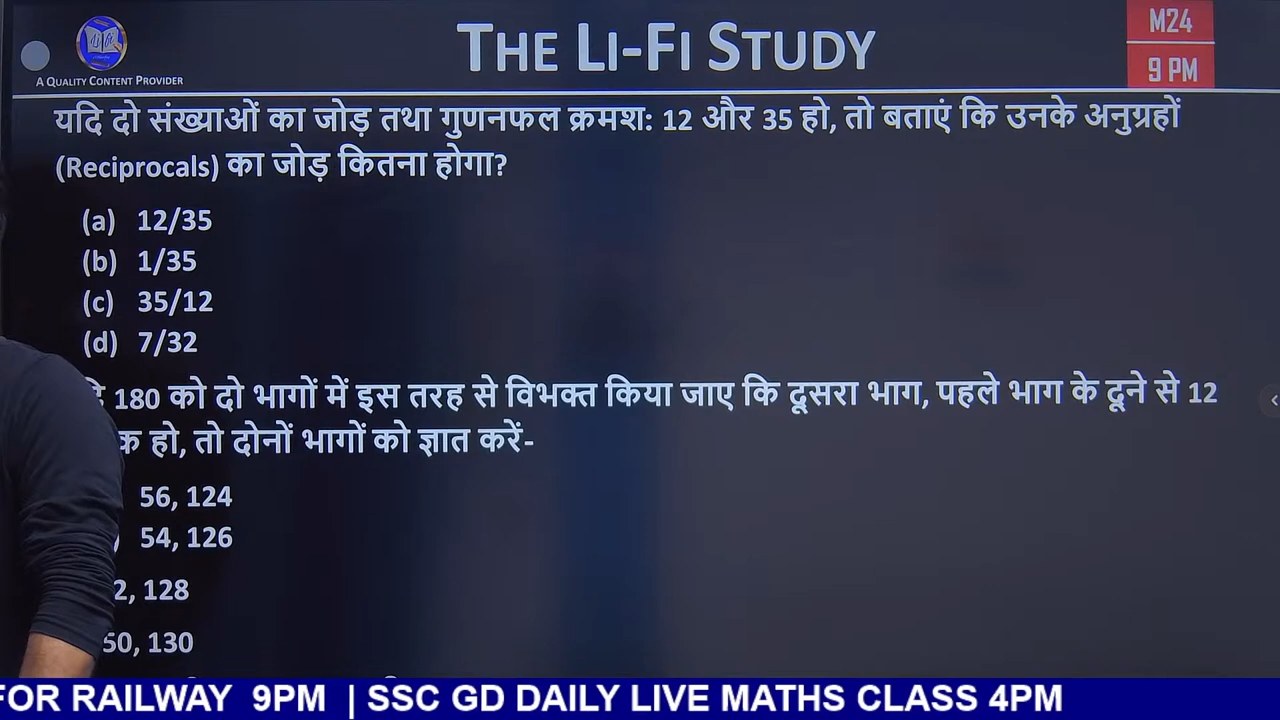 THE LI-FI STUDY
A QUALITY CONTENT PROVIDER
M24
9 PM
यदि दो संख्याओं का जोड़ तथा गुणनफल क्रमश: 12 और 35 हो, तो बताएं कि उनके अनुग्रहों
(Reciprocals) का जोड़ कितना होगा?
(a) 12/35
(b) 1/35
(c) 35/12
(d) 7/32
180 को दो भागों में इस तरह से विभक्त किया जाए कि दूसरा भाग, पहले भाग के दूने से 12
क हो, तो दोनों भागों को ज्ञात करें-
56, 124
) 54, 126
2, 128
50, 130
FOR RAILWAY 9PM | SSC GD DAILY LIVE MATHS CLASS 4PM